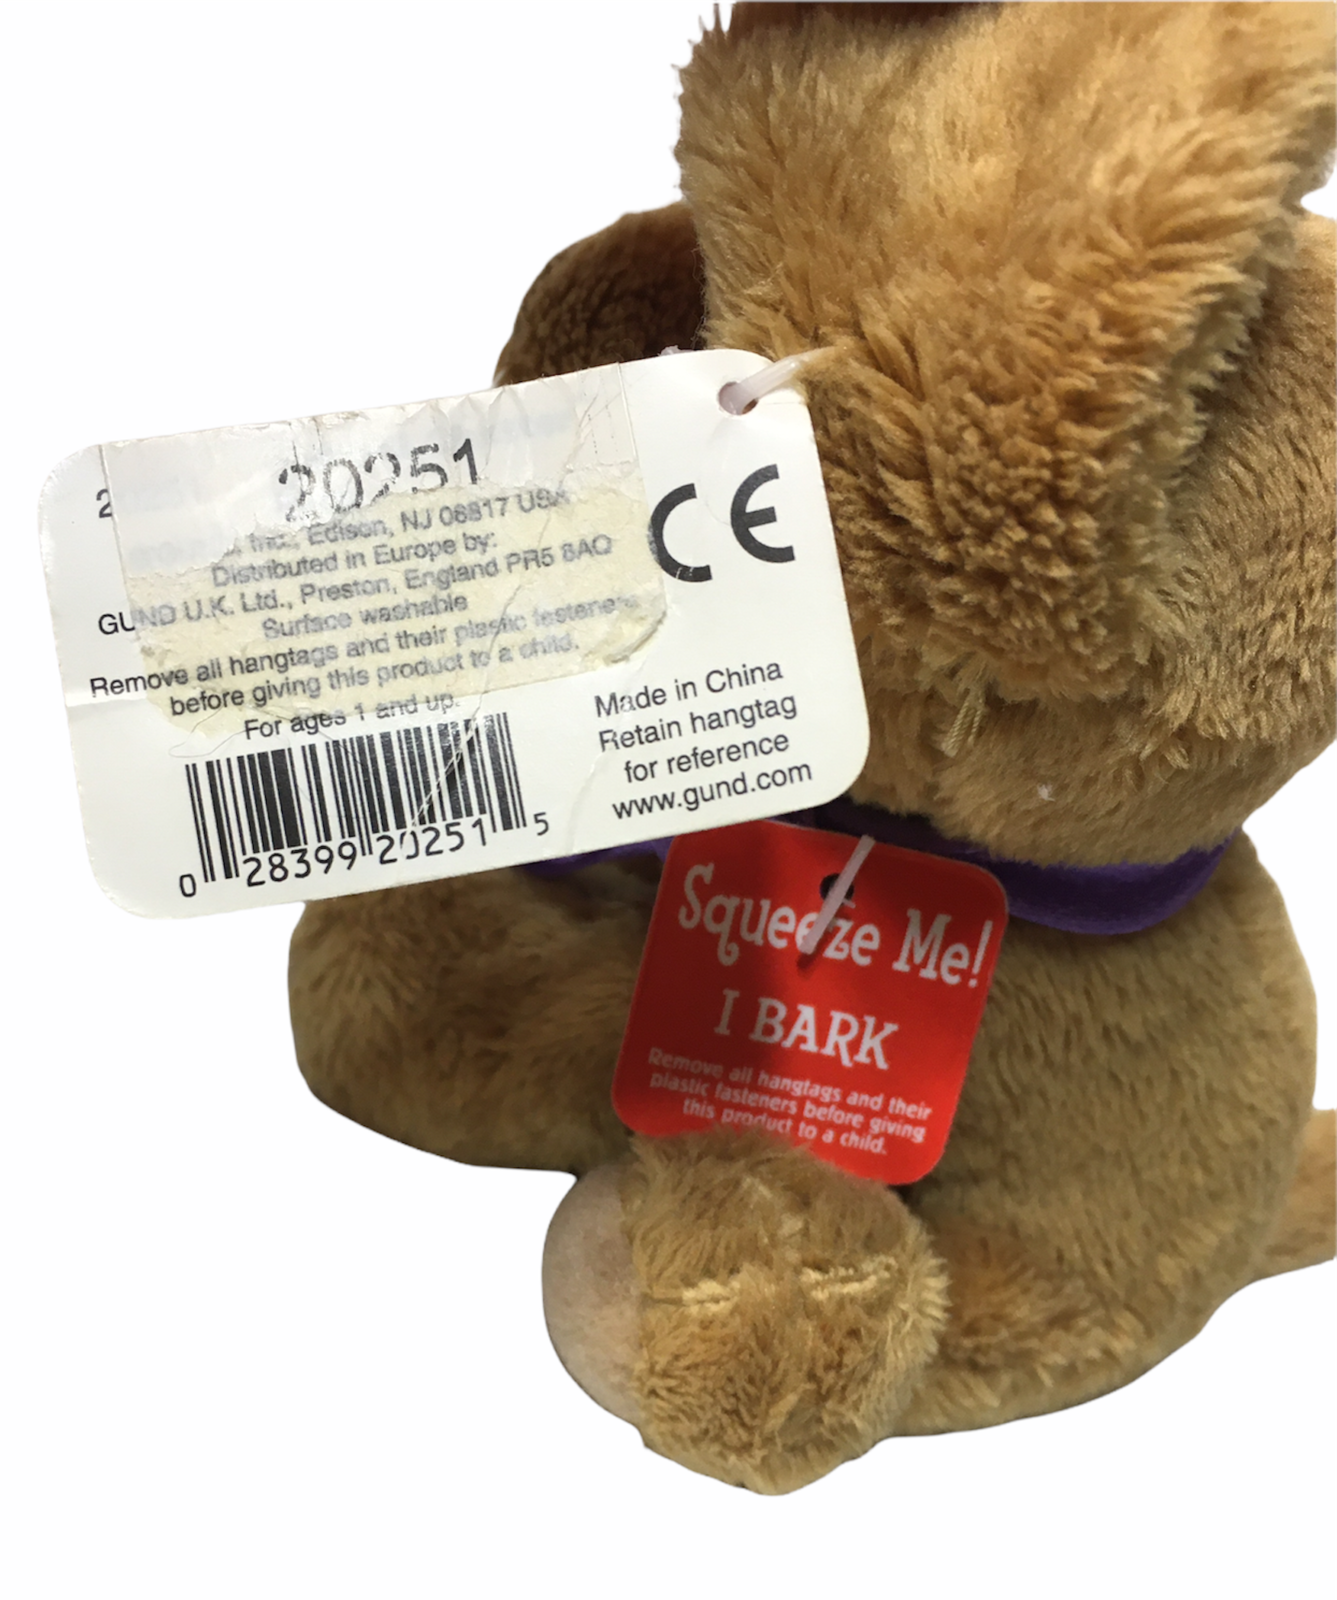 20251
2
Inc., Edison, NJ 08817 USA
Distributed in Europe by:
GUND U.K. Ltd., Preston, England PR5 8AQ
Surface washable
Remove all hangtags and their plastic fasteners
before giving this product to a child.
For ages 1 and up.
0 28399 20251 5
CE
Made in China
Retain hangtag
for reference
www.gund.com
Squeeze Me!
I BARK
Remove all hangtags and their
plastic fasteners before giving
this product to a child.